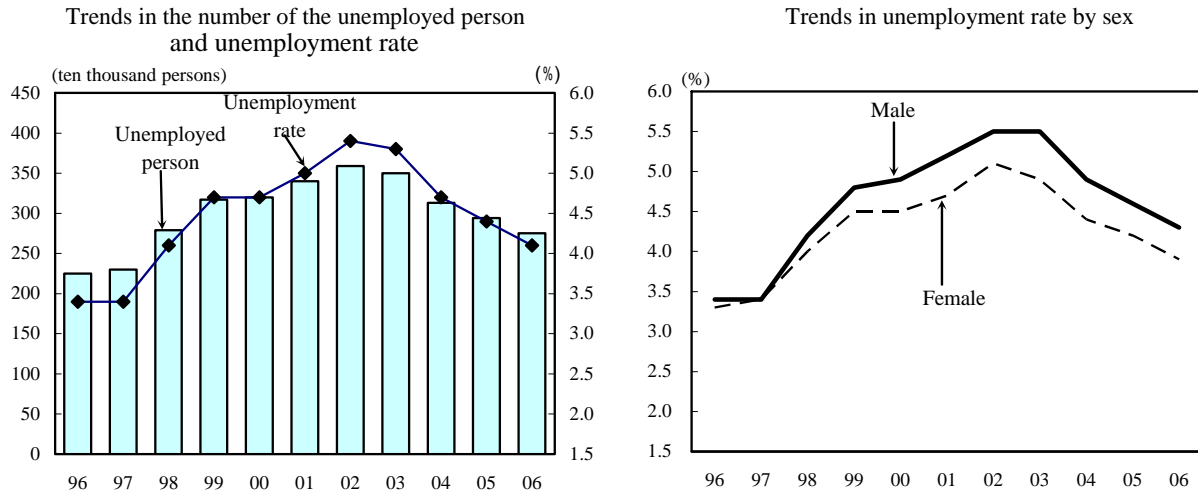 Trends in the number of the unemployed person
and unemployment rate
(ten thousand persons)
(%)
450
400
350
300
250
200
150
100
50
0
6.0
5.5
5.0
4.5
4.0
3.5
3.0
2.5
2.0
1.5
Unemployment
rate
Unemployed
person
96 97 98 99 00 01 02 03 04 05 06
Trends in unemployment rate by sex
(%)
6.0
5.5
5.0
4.5
4.0
3.5
3.0
2.5
2.0
1.5
Male
Female
96 97 98 99 00 01 02 03 04 05 06